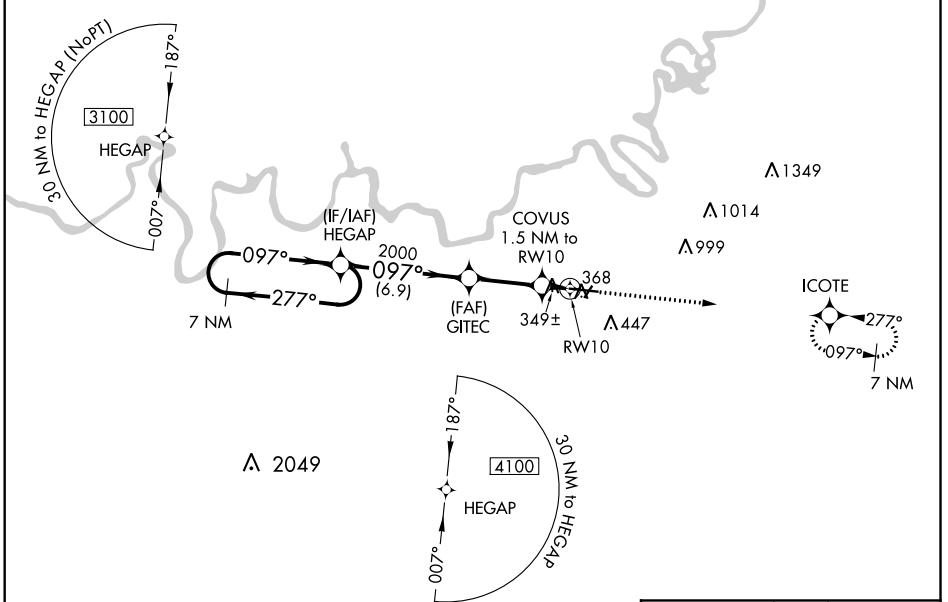 30 NM to HEGAP (NoPT)
187°
3100
HEGAP
007°
1349
1014
999
(IF/IAF)
HEGAP
COVUS
1.5 NM to
RW10
2000
097°
097°
(6.9)
368
277°
7 NM
(FAF)
GITEC
349±
447
RW10
ICOTE
277°
097°
7 NM
187°
30 NM to HEGAP
4100
2049
HEGAP
007°